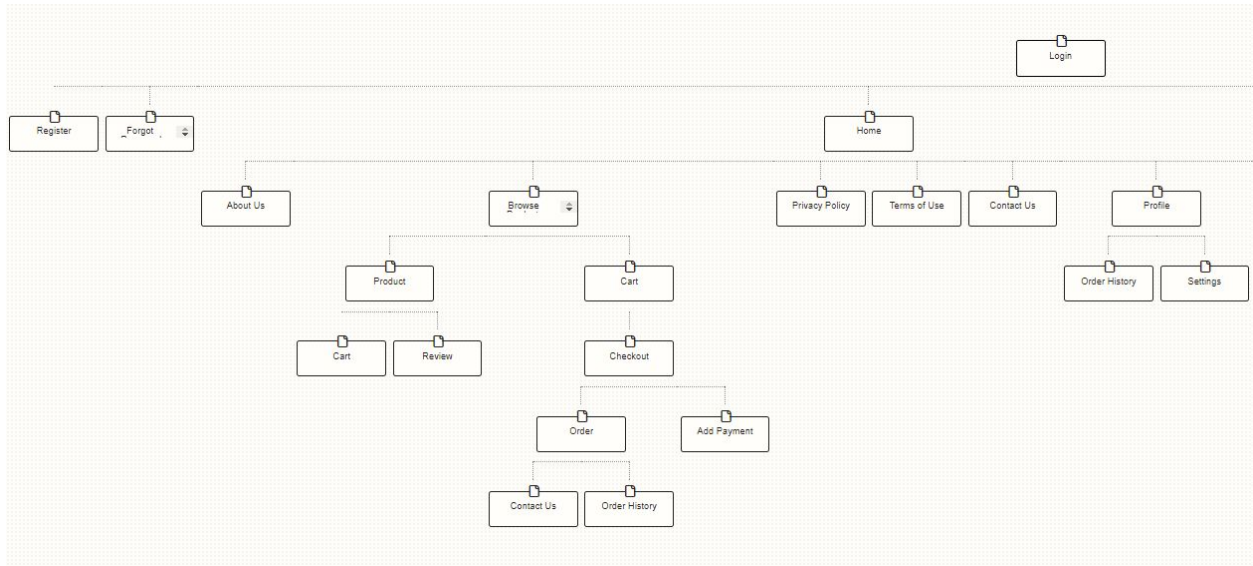 Login
Register
Forgot
Home
About Us
Browse
Privacy Policy
Terms of Use
Contact Us
Profile
Product
Cart
Order History
Settings
Cart
Review
Checkout
Order
Add Payment
Contact Us
Order History